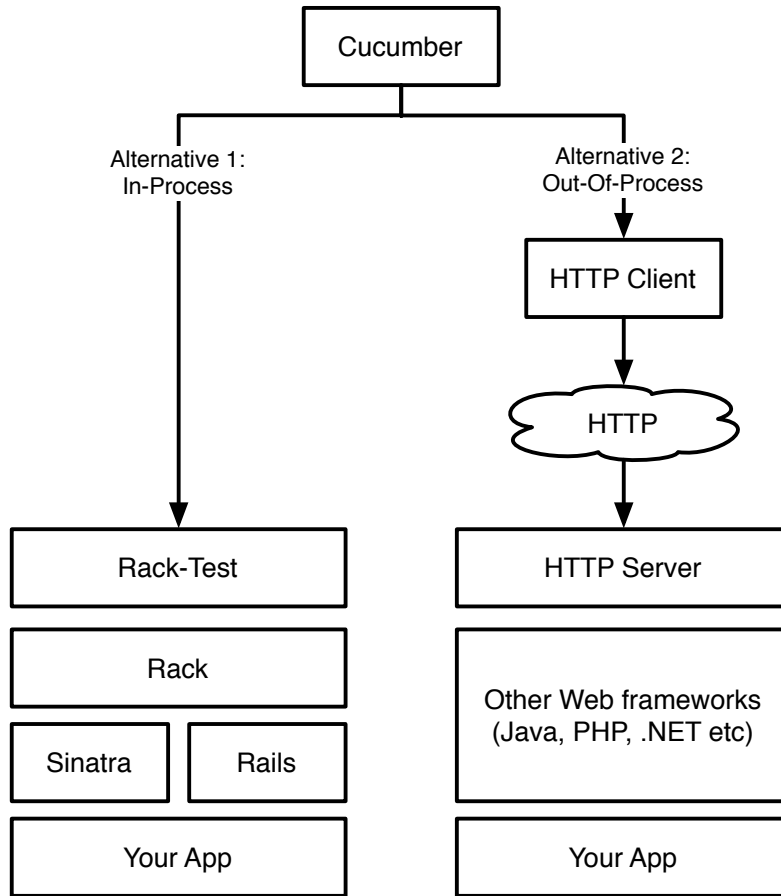 Cucumber
Alternative 1:
In-Process
Alternative 2:
Out-Of-Process
HTTP Client
HTTP
Rack-Test
HTTP Server
Rack
Other Web frameworks
(Java, PHP, .NET etc)
Sinatra
Rails
Your App
Your App